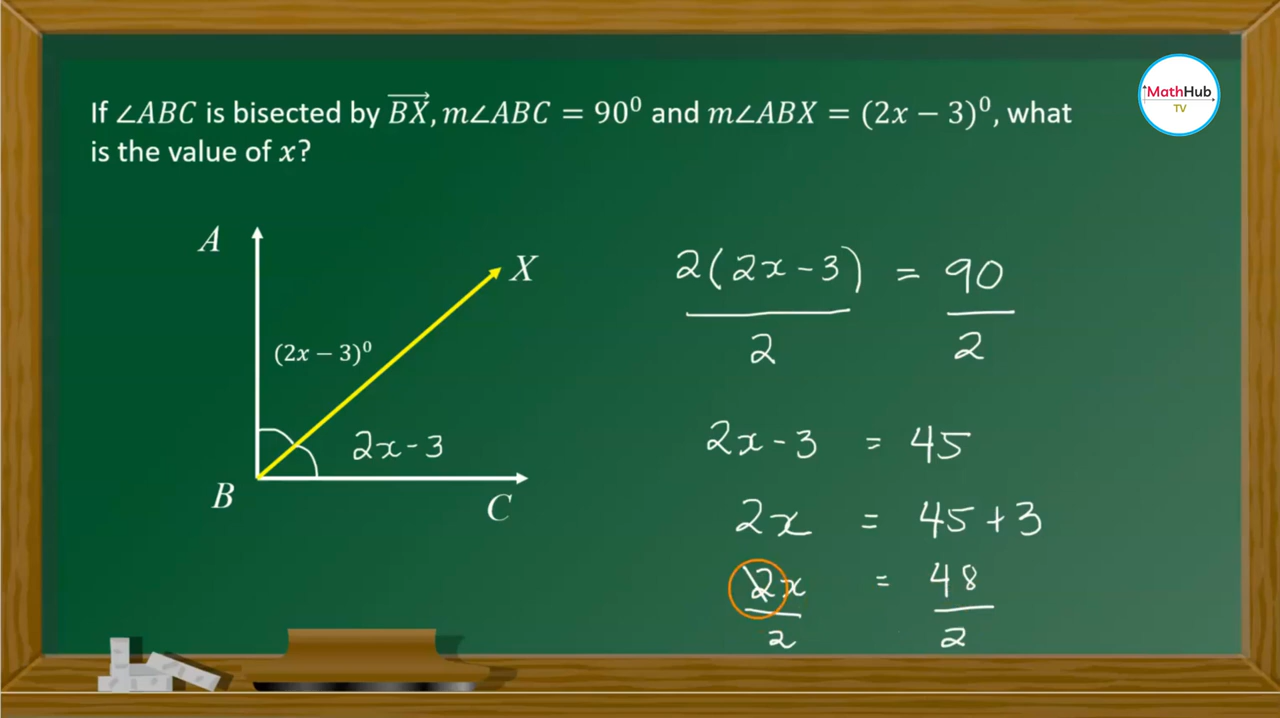 If ∠ABC is bisected by B⃗X⃗, m∠ABC = 90⁰ and m∠ABX = (2x − 3)⁰, what
is the value of x?
MathHub
TV
A
X
(2x − 3)⁰
2x - 3
B
C
2(2x - 3) = 90
2 2
2x - 3 = 45
2x = 45 + 3
2x = 48
2 2